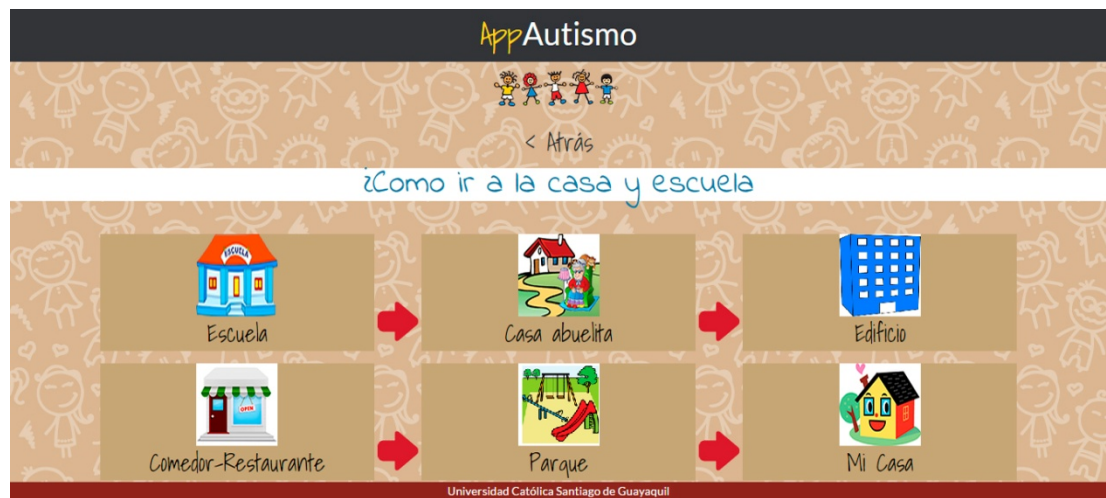 AppAutismo
< Atrás
¿Como ir a la casa y escuela
ESCUELA
Escuela
Casa abuelita
Edificio
OPEN
Comedor-Restaurante
Parque
Mi Casa
Universidad Católica Santiago de Guayaquil